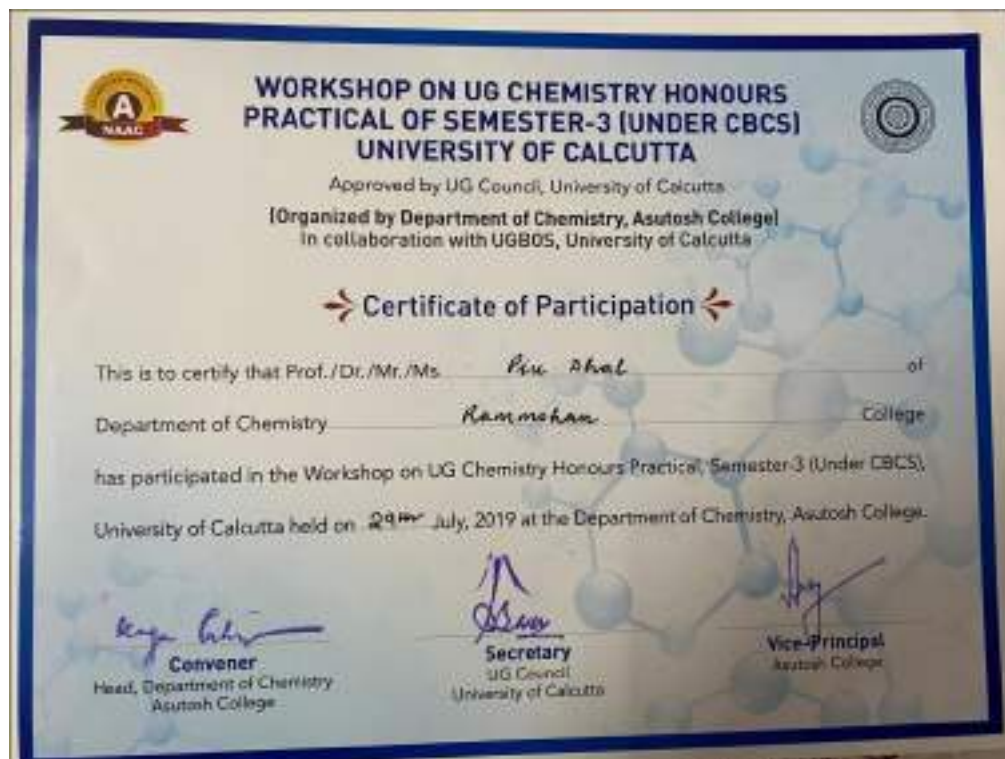 A
NAAC
WORKSHOP ON UG CHEMISTRY HONOURS
PRACTICAL OF SEMESTER-3 (UNDER CBCS)
UNIVERSITY OF CALCUTTA
Approved by UG Council, University of Calcutta
(Organized by Department of Chemistry, Asutosh College)
In collaboration with UGBOS, University of Calcutta
Certificate of Participation
This is to certify that Prof./Dr./Mr./Ms. Piu Dhal of
Department of Chemistry Rammohan College
has participated in the Workshop on UG Chemistry Honours Practical, Semester-3 (Under CBCS),
University of Calcutta held on 29th July, 2019 at the Department of Chemistry, Asutosh College.
Convener
Head, Department of Chemistry
Asutosh College
Secretary
UG Council
University of Calcutta
Vice-Principal
Asutosh College